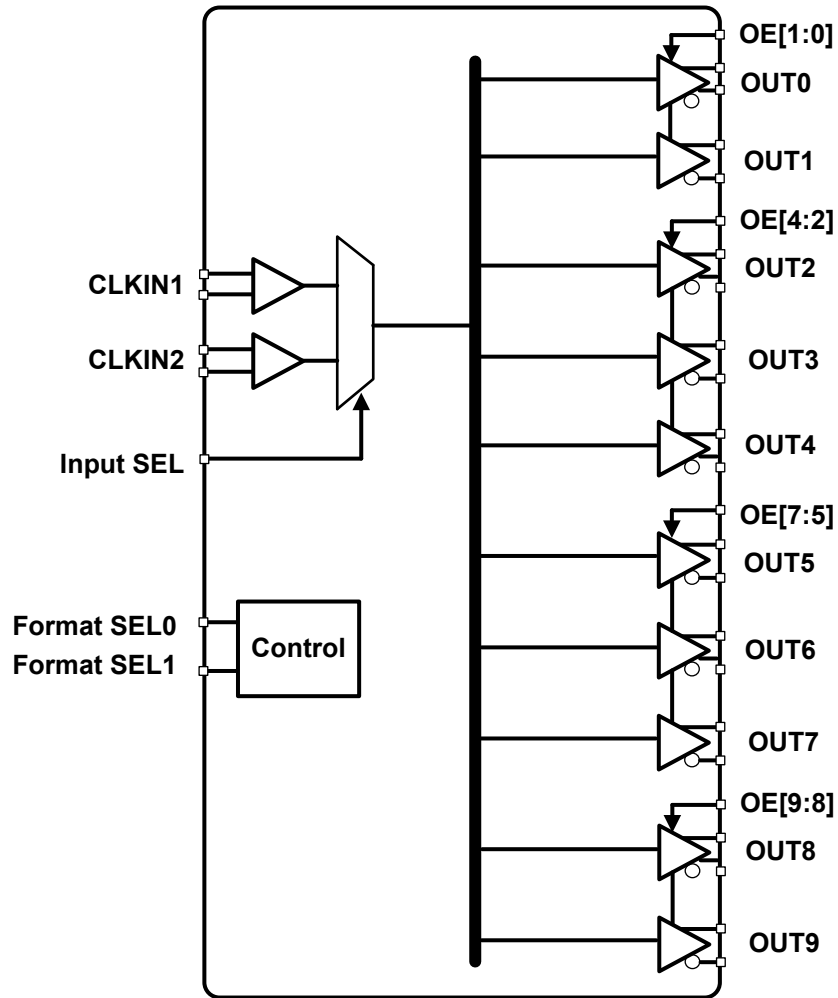 CLKIN1
CLKIN2
Input SEL
Format SEL0
Format SEL1
Control
OE[1:0]
OUT0
OUT1
OE[4:2]
OUT2
OUT3
OUT4
OE[7:5]
OUT5
OUT6
OUT7
OE[9:8]
OUT8
OUT9